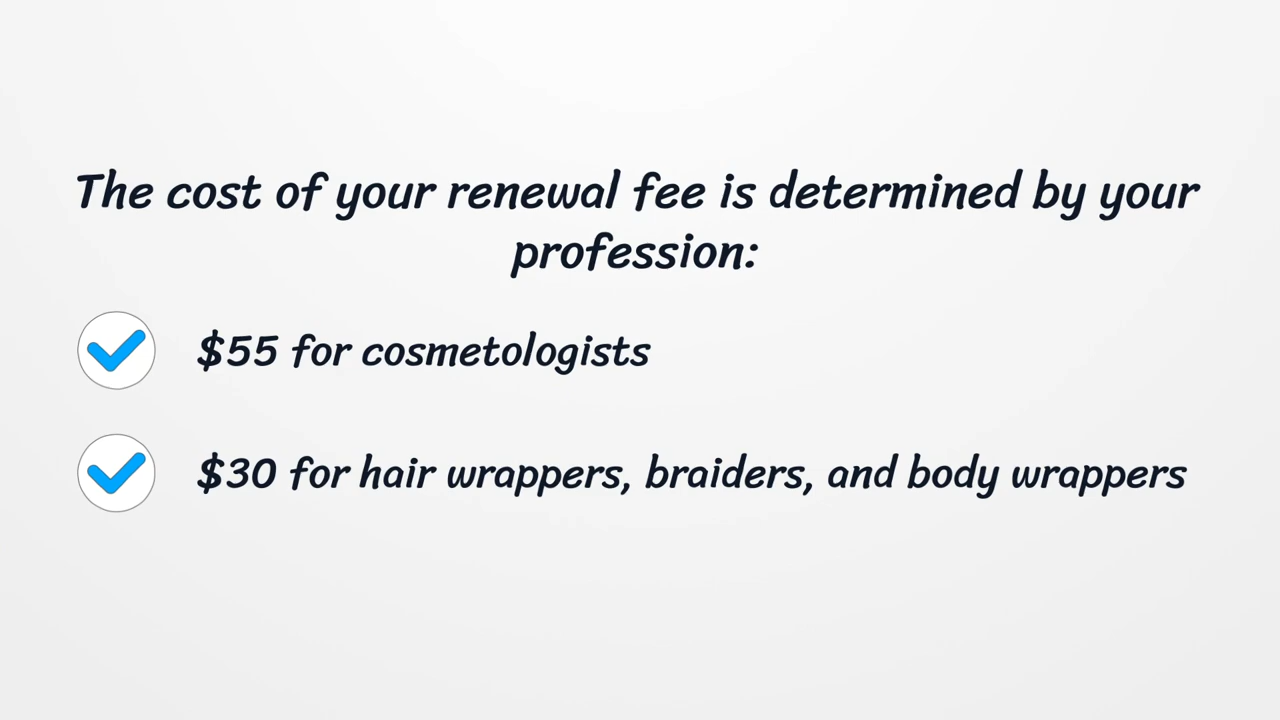 The cost of your renewal fee is determined by your
profession:
$55 for cosmetologists
$30 for hair wrappers, braiders, and body wrappers